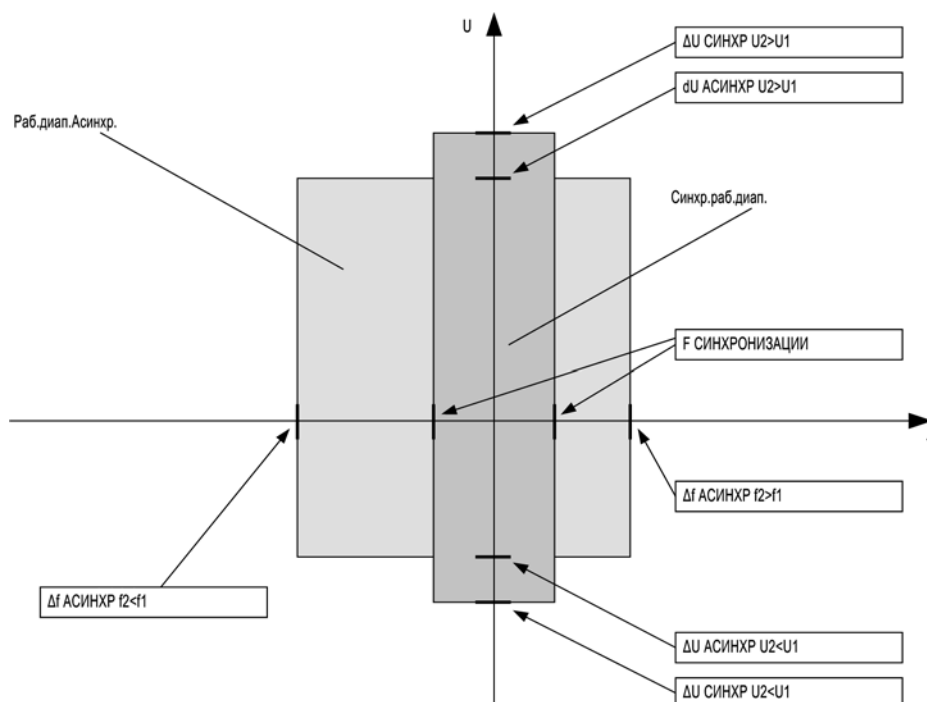 U
ΔU СИНХР U2>U1
dU АСИНХР U2>U1
Раб.диап.Асинхр.
Синхр.раб.диап.
F СИНХРОНИЗАЦИИ
Δf АСИНХР f2>f1
Δf АСИНХР f2<f1
ΔU АСИНХР U2<U1
ΔU СИНХР U2<U1